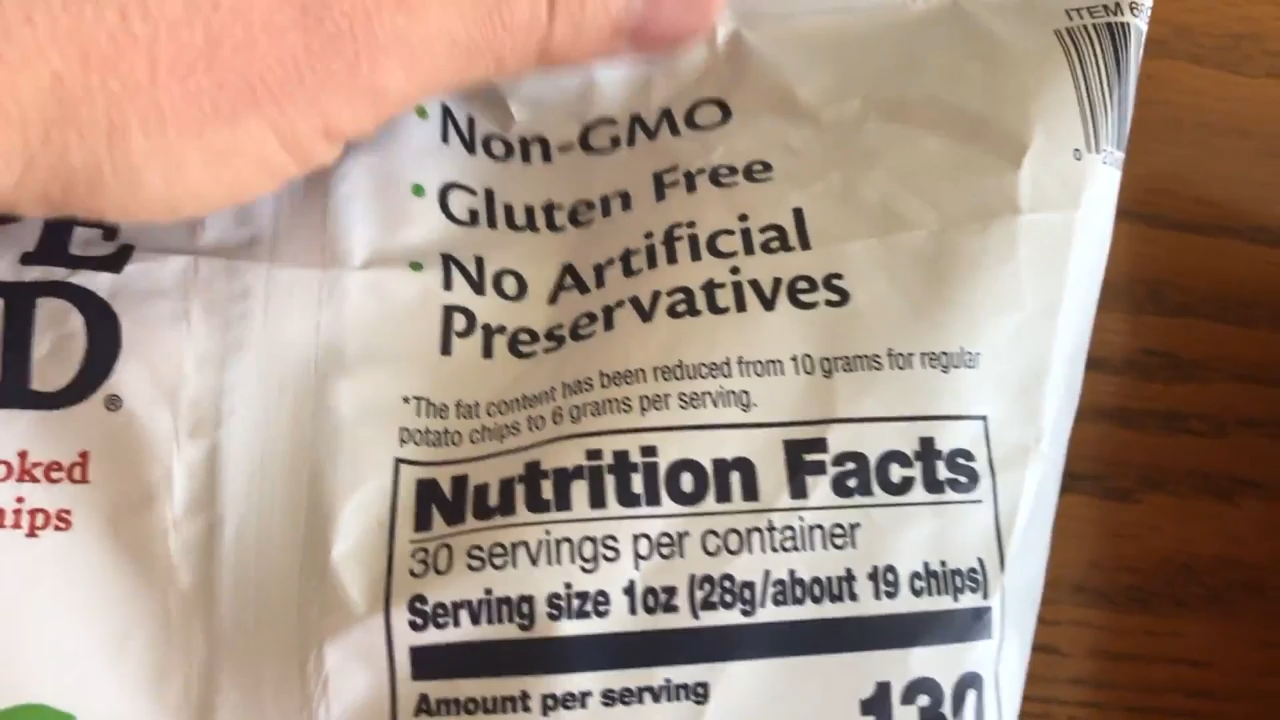 ITEM
• Non-GMO
• Gluten Free
• No Artificial
Preservatives
*The fat content has been reduced from 10 grams for regular
potato chips to 6 grams per serving.
Nutrition Facts
30 servings per container
Serving size 1oz (28g/about 19 chips)
Amount per serving
130
E
D®
oked
hips